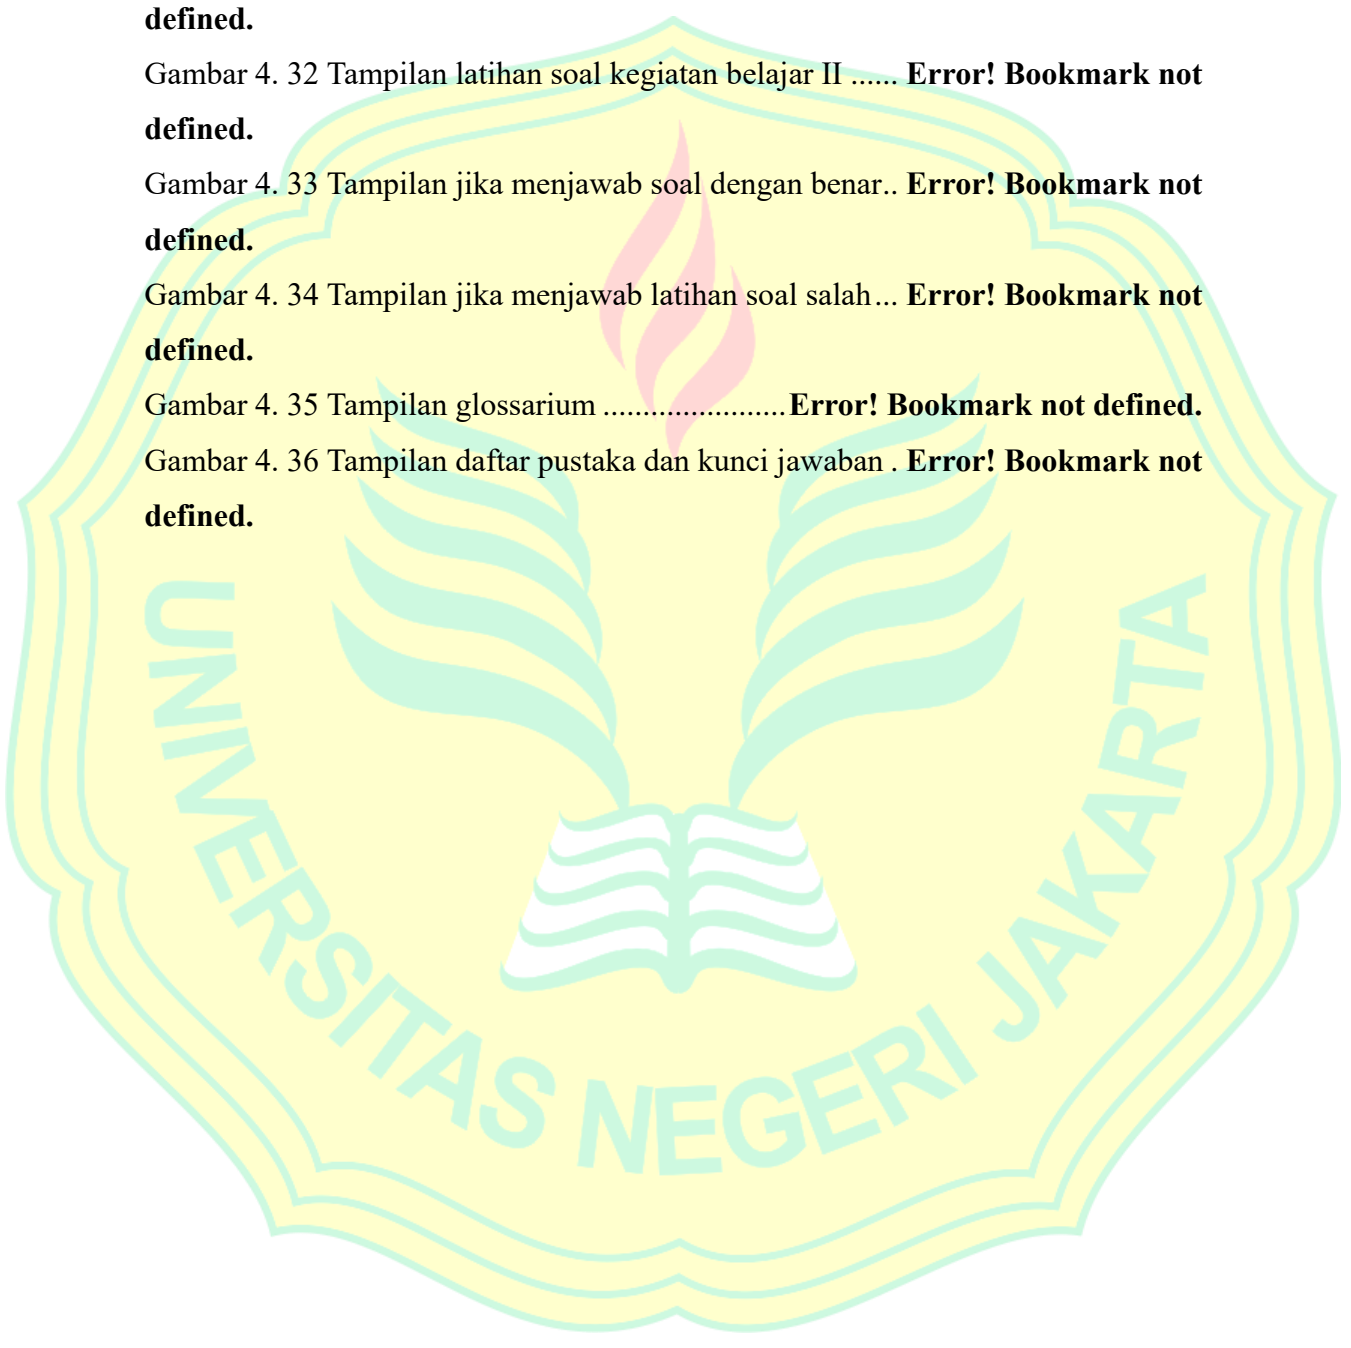 defined.
Gambar 4. 32 Tampilan latihan soal kegiatan belajar II ...... Error! Bookmark not
defined.
Gambar 4. 33 Tampilan jika menjawab soal dengan benar.. Error! Bookmark not
defined.
Gambar 4. 34 Tampilan jika menjawab latihan soal salah... Error! Bookmark not
defined.
Gambar 4. 35 Tampilan glossarium ......................Error! Bookmark not defined.
Gambar 4. 36 Tampilan daftar pustaka dan kunci jawaban . Error! Bookmark not
defined.
UNIVERSITAS NEGERI JAKARTA